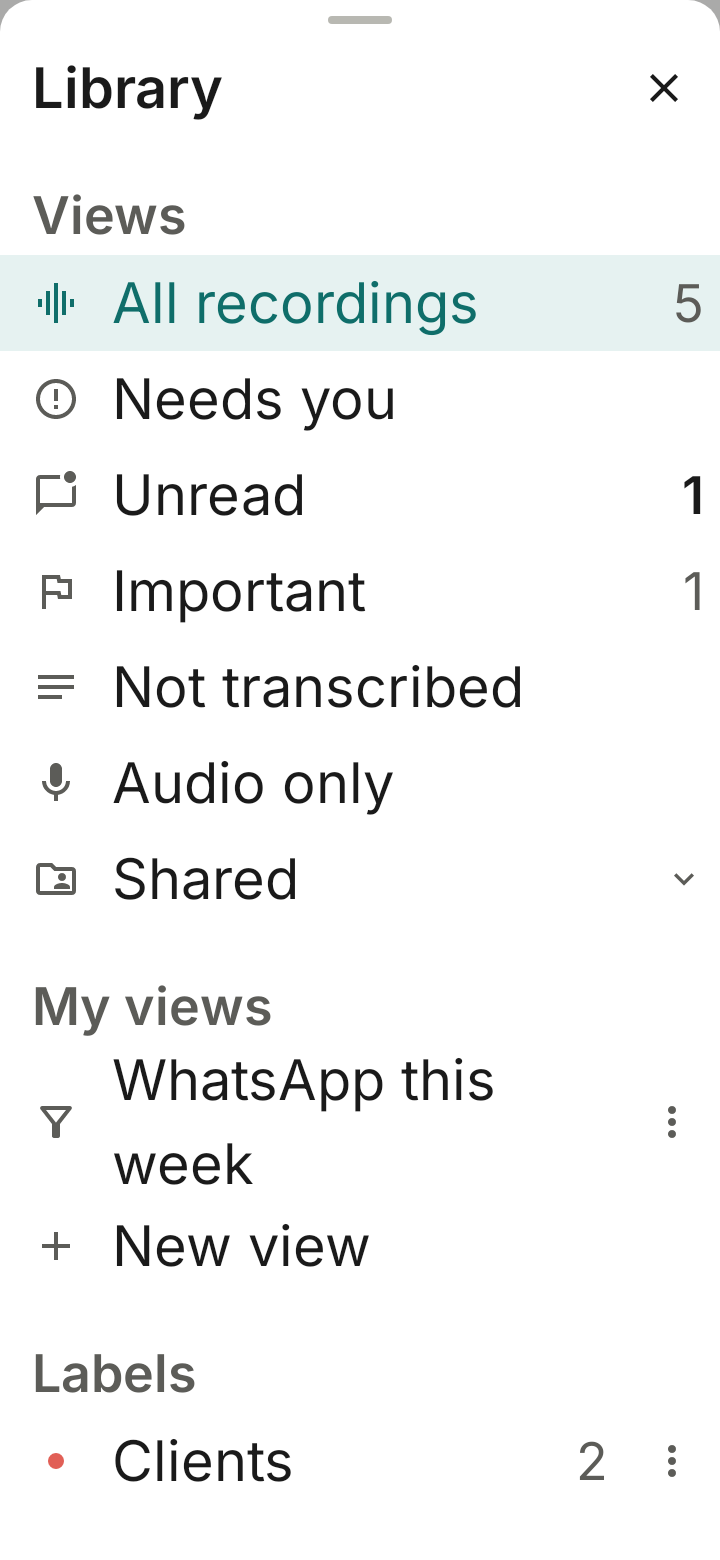 Library
Views
All recordings 5
Needs you
Unread 1
Important 1
Not transcribed
Audio only
Shared
My views
WhatsApp this
week
New view
Labels
Clients 2